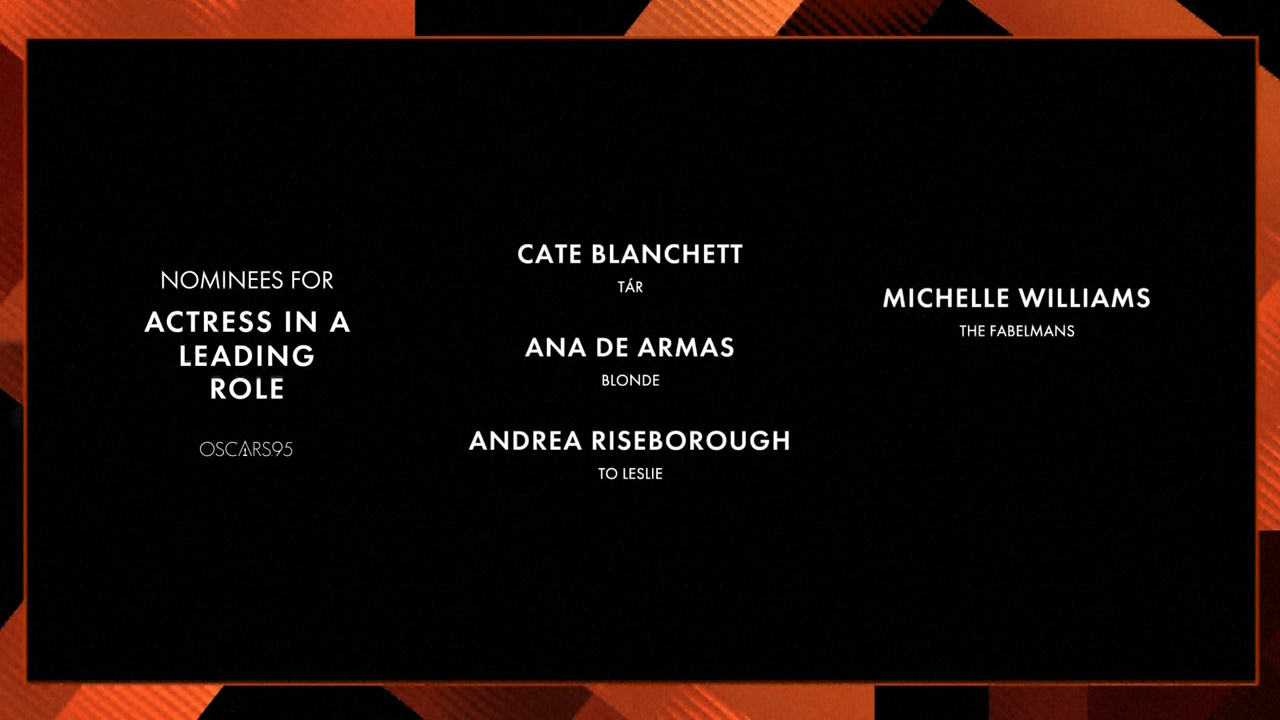 NOMINEES FOR
ACTRESS IN A
LEADING
ROLE
OSCARS95
CATE BLANCHETT
TÁR
ANA DE ARMAS
BLONDE
ANDREA RISEBOROUGH
TO LESLIE
MICHELLE WILLIAMS
THE FABELMANS